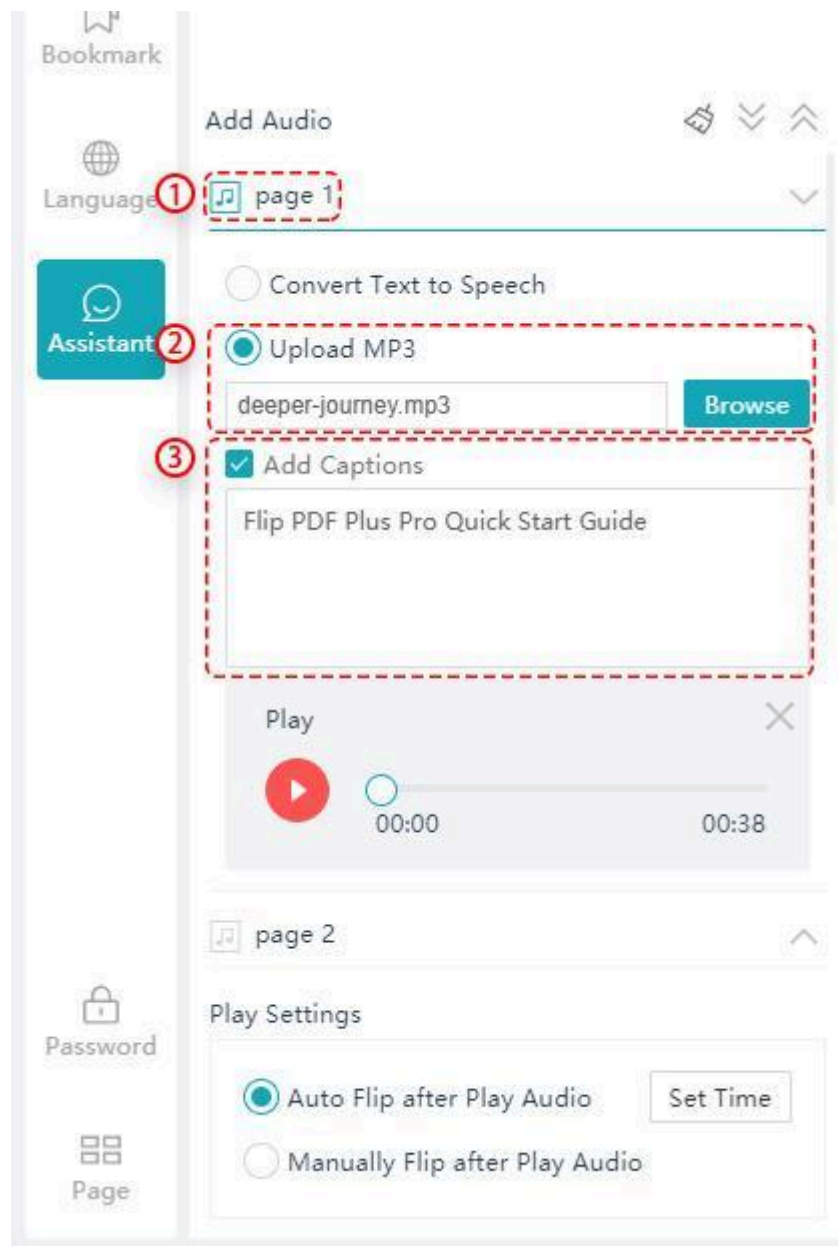 Bookmark
Add Audio
Language
① page 1
Convert Text to Speech
Assistant
② Upload MP3
deeper-journey.mp3 Browse
③ Add Captions
Flip PDF Plus Pro Quick Start Guide
Play
00:00 00:38
page 2
Password
Play Settings
Auto Flip after Play Audio Set Time
Manually Flip after Play Audio
Page